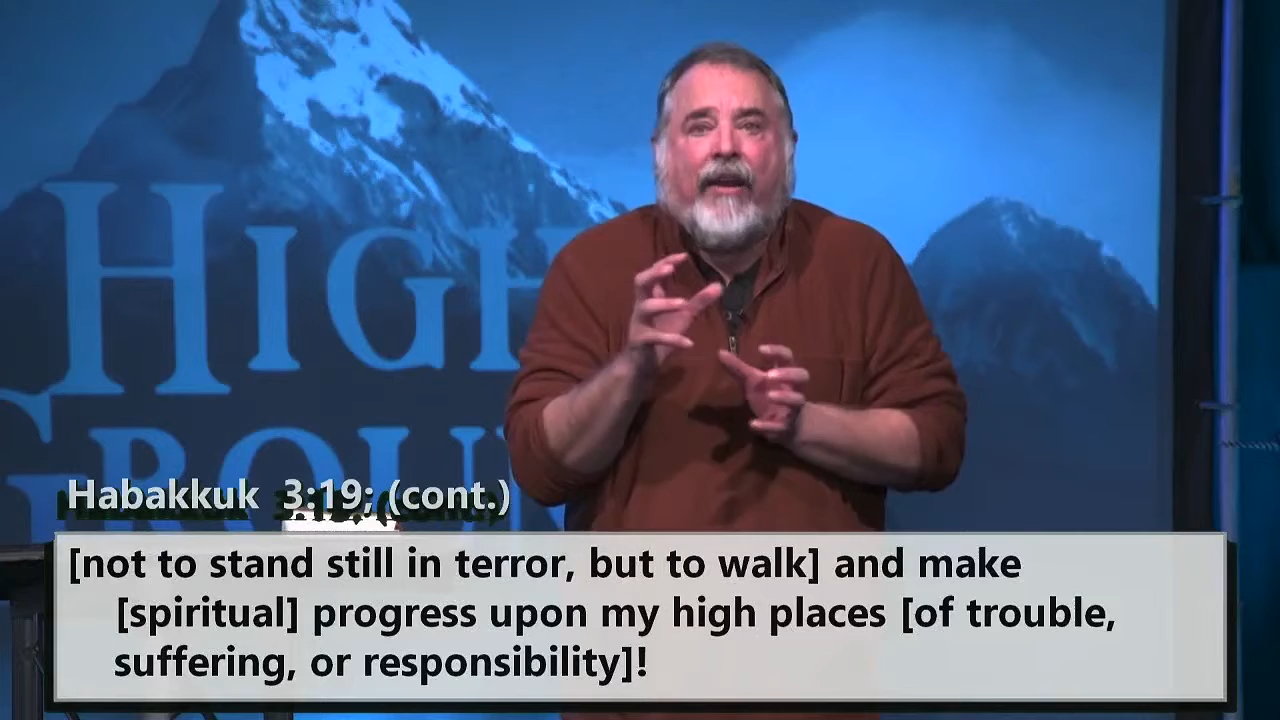 HIGH
GROUN
Habakkuk 3:19; (cont.)
[not to stand still in terror, but to walk] and make
[spiritual] progress upon my high places [of trouble,
suffering, or responsibility]!